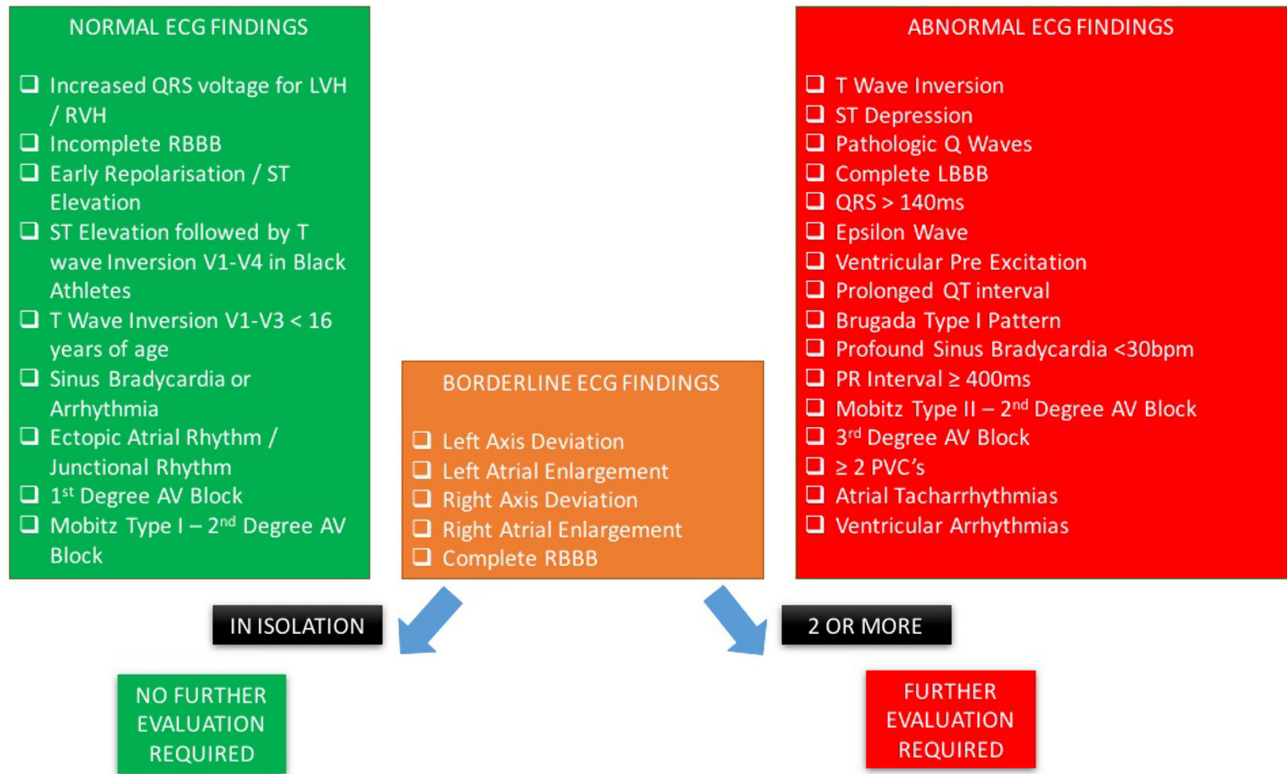 NORMAL ECG FINDINGS
❑ Increased QRS voltage for LVH
/ RVH
❑ Incomplete RBBB
❑ Early Repolarisation / ST
Elevation
❑ ST Elevation followed by T
wave Inversion V1-V4 in Black
Athletes
❑ T Wave Inversion V1-V3 < 16
years of age
❑ Sinus Bradycardia or
Arrhythmia
❑ Ectopic Atrial Rhythm /
Junctional Rhythm
❑ 1st Degree AV Block
❑ Mobitz Type I – 2nd Degree AV
Block
BORDERLINE ECG FINDINGS
❑ Left Axis Deviation
❑ Left Atrial Enlargement
❑ Right Axis Deviation
❑ Right Atrial Enlargement
❑ Complete RBBB
ABNORMAL ECG FINDINGS
❑ T Wave Inversion
❑ ST Depression
❑ Pathologic Q Waves
❑ Complete LBBB
❑ QRS > 140ms
❑ Epsilon Wave
❑ Ventricular Pre Excitation
❑ Prolonged QT interval
❑ Brugada Type I Pattern
❑ Profound Sinus Bradycardia <30bpm
❑ PR Interval ≥ 400ms
❑ Mobitz Type II – 2nd Degree AV Block
❑ 3rd Degree AV Block
❑ ≥ 2 PVC's
❑ Atrial Tacharrhythmias
❑ Ventricular Arrhythmias
IN ISOLATION
2 OR MORE
NO FURTHER
EVALUATION
REQUIRED
FURTHER
EVALUATION
REQUIRED